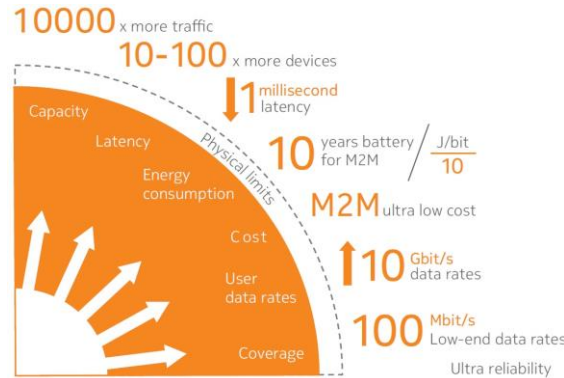 10000 x more traffic
10-100 x more devices
1 millisecond
latency
10 years battery
for M2M
J/bit
10
M2M ultra low cost
10 Gbit/s
data rates
100 Mbit/s
Low-end data rates
Ultra reliability
Physical limits
Capacity
Latency
Energy
consumption
Cost
User
data rates
Coverage